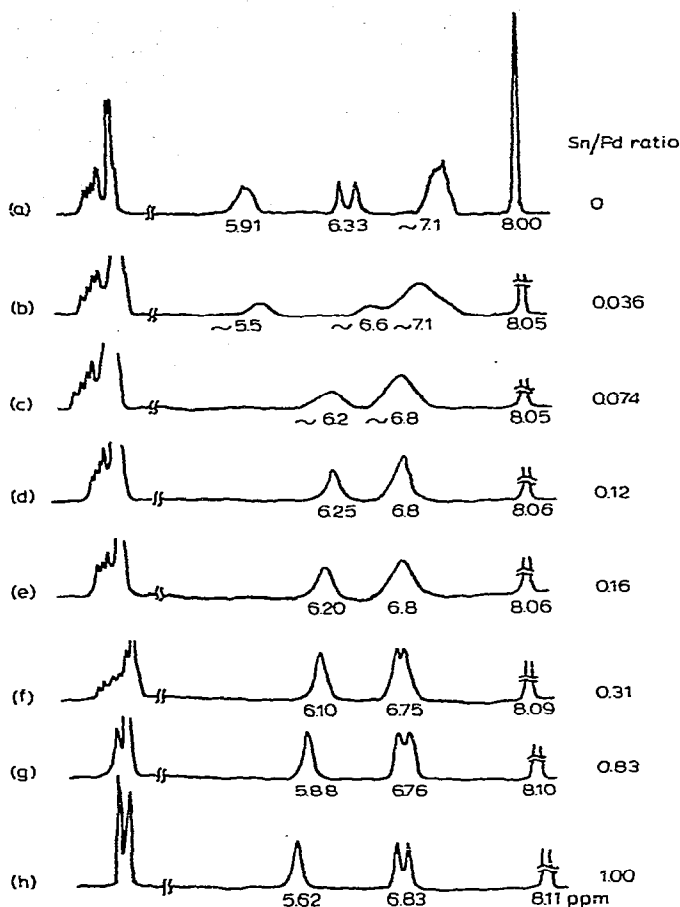 Sn/Pd ratio
(a) 5.91 6.33 ~7.1 8.00 0
(b) ~5.5 ~6.6 ~7.1 8.05 0.036
(c) ~6.2 ~6.8 8.05 0.074
(d) 6.25 6.8 8.06 0.12
(e) 6.20 6.8 8.06 0.16
(f) 6.10 6.75 8.09 0.31
(g) 5.88 6.76 8.10 0.83
(h) 5.62 6.83 8.11 ppm 1.00